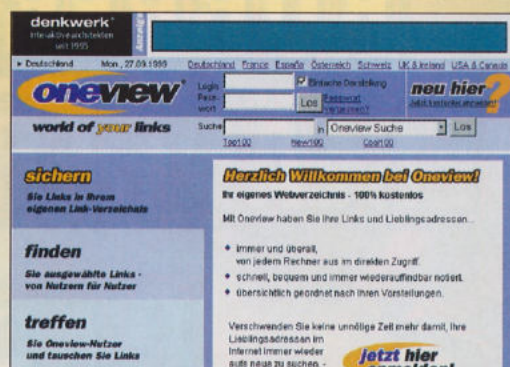 denkwerk
interaktive architekten
seit 1995
Anzeige
Deutschland Mon., 27.09.1999 Deutschland France España Österreich Schweiz UK & Ireland USA & Canada
oneview
world of your links
Login
Pass-
wort
Einfache Darstellung
Los
Passwort
vergessen?
neu hier?
Jetzt kostenlos anmelden!
Suche in Oneview Suche Los
Top100 New100 Cool100
sichern
Sie Links in Ihrem
eigenen Link-Verzeichnis
finden
Sie ausgewählte Links -
von Nutzern für Nutzer
treffen
Sie Oneview-Nutzer
und tauschen Sie Links
Herzlich Willkommen bei Oneview!
Ihr eigenes Webverzeichnis - 100% kostenlos
Mit Oneview haben Sie Ihre Links und Lieblingsadressen...
immer und überall,
von jedem Rechner aus im direkten Zugriff.
schnell, bequem und immer wiederauffindbar notiert.
übersichtlich geordnet nach Ihren Vorstellungen.
Verschwenden Sie keine unnötige Zeit mehr damit, Ihre
Lieblingsadressen im
Internet immer wieder
aufs neue zu suchen -
jetzt hier
anmelden!